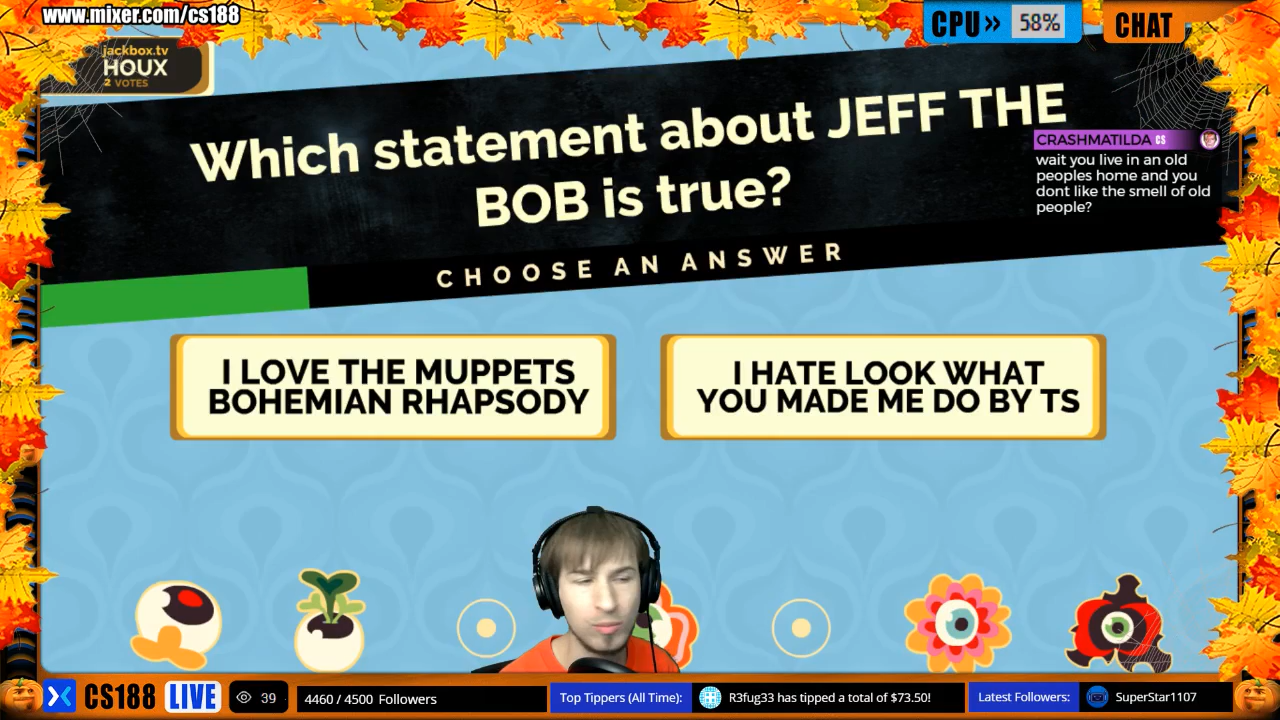 www.mixer.com/cs188
CPU»
58%
CHAT
jackbox.tv
HOUX
2 VOTES
Which statement about JEFF THE
BOB is true?
CRASHMATILDA CS
wait you live in an old
peoples home and you
dont like the smell of old
people?
CHOOSE AN ANSWER
I LOVE THE MUPPETS
BOHEMIAN RHAPSODY
I HATE LOOK WHAT
YOU MADE ME DO BY TS
CS188 LIVE
39
4460 / 4500 Followers
Top Tippers (All Time):
R3fug33 has tipped a total of $73.50!
Latest Followers:
SuperStar1107